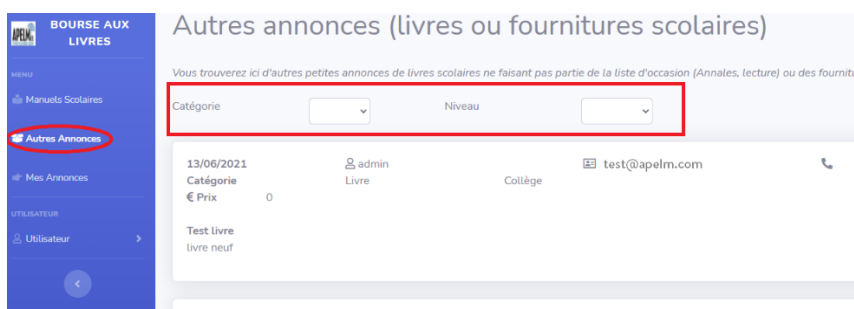 APELM
BOURSE AUX
LIVRES
MENU
Manuels Scolaires
Autres Annonces
Mes Annonces
UTILISATEUR
Utilisateur
Autres annonces (livres ou fournitures scolaires)
Vous trouverez ici d'autres petites annonces de livres scolaires ne faisant pas partie de la liste d'occasion (Annales, lecture) ou des fournitu
Catégorie Niveau
13/06/2021 admin test@apelm.com
Catégorie Livre Collège
€ Prix 0
Test livre
livre neuf